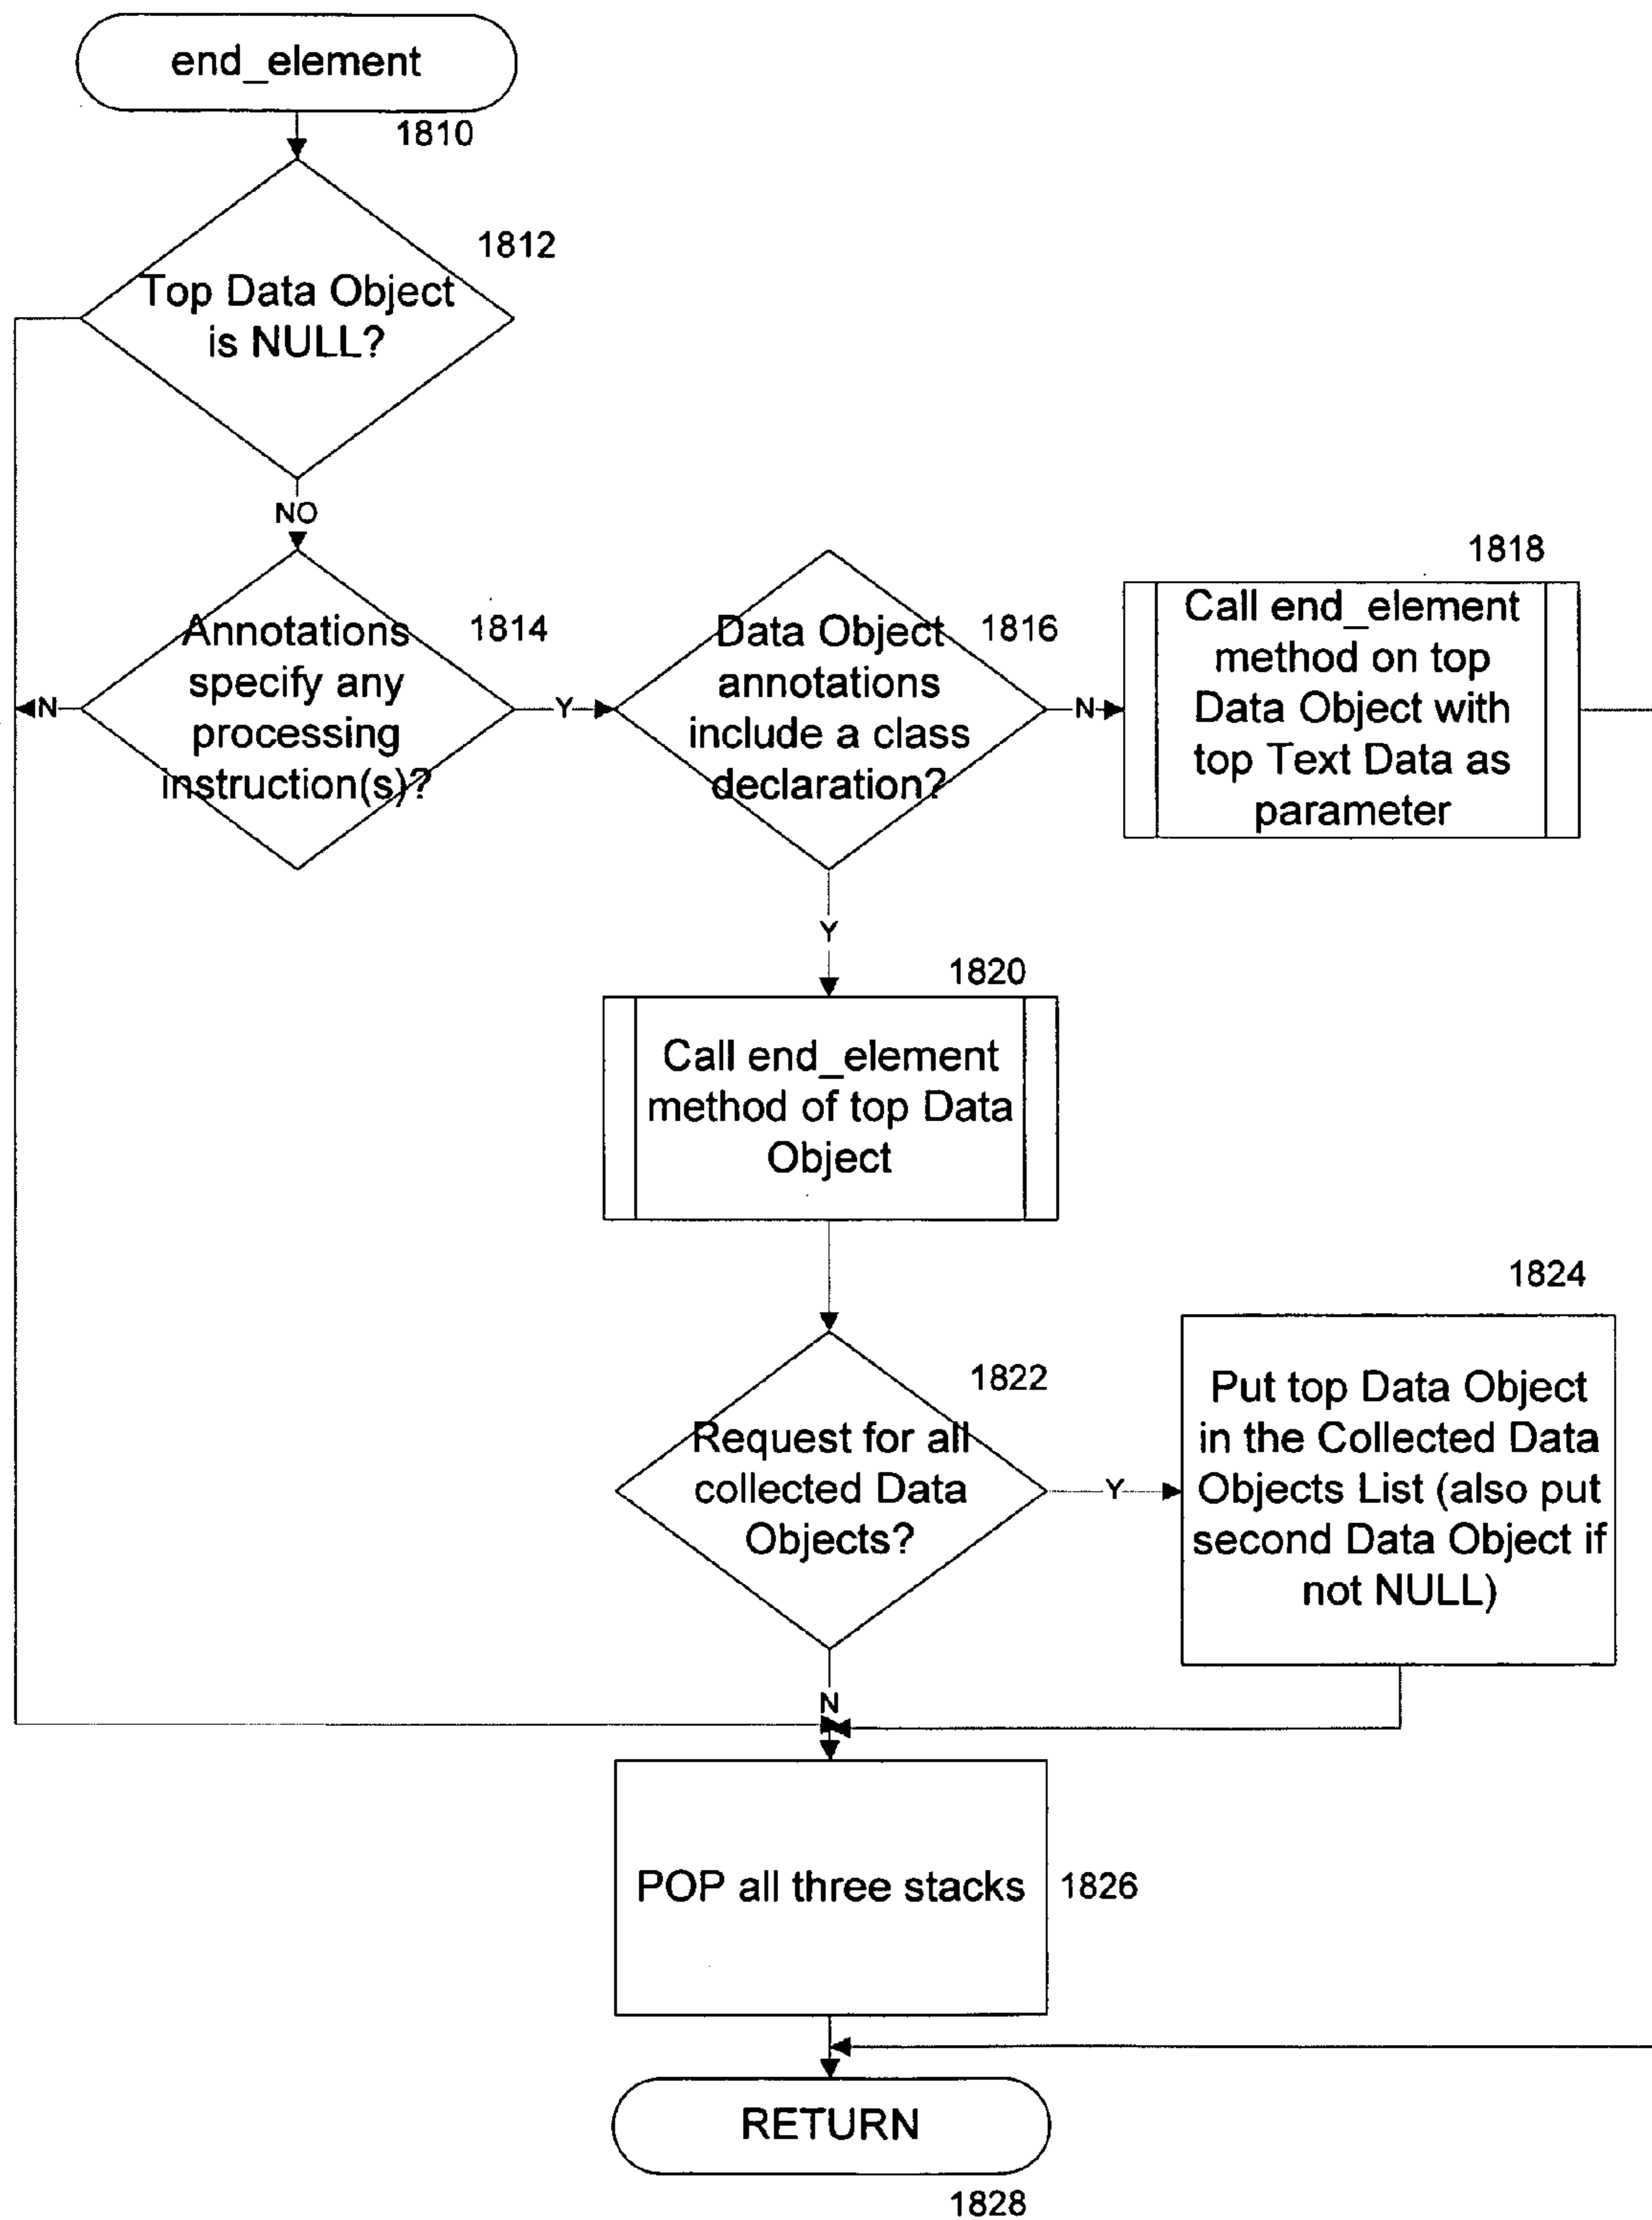 end_element
1810
1812
Top Data Object
is NULL?
NO
1818
Annotations
specify any
processing
instruction(s)?
1814
N
Y
Data Object
annotations
include a class
declaration?
1816
N
Call end_element
method on top
Data Object with
top Text Data as
parameter
Y
1820
Call end_element
method of top Data
Object
1824
1822
Request for all
collected Data
Objects?
Y
Put top Data Object
in the Collected Data
Objects List (also put
second Data Object if
not NULL)
N
POP all three stacks
1826
RETURN
1828